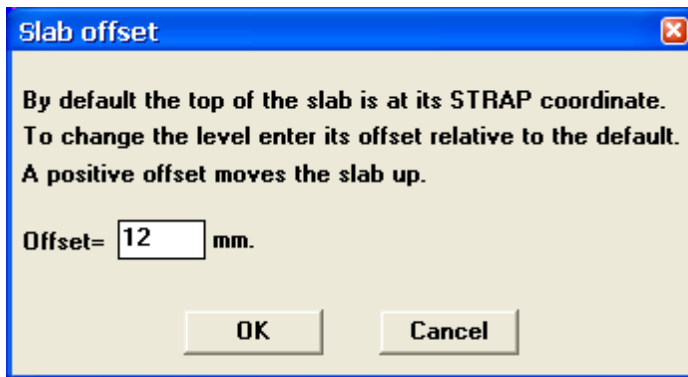 Slab offset
By default the top of the slab is at its STRAP coordinate.
To change the level enter its offset relative to the default.
A positive offset moves the slab up.
Offset= 12 mm.
OK Cancel